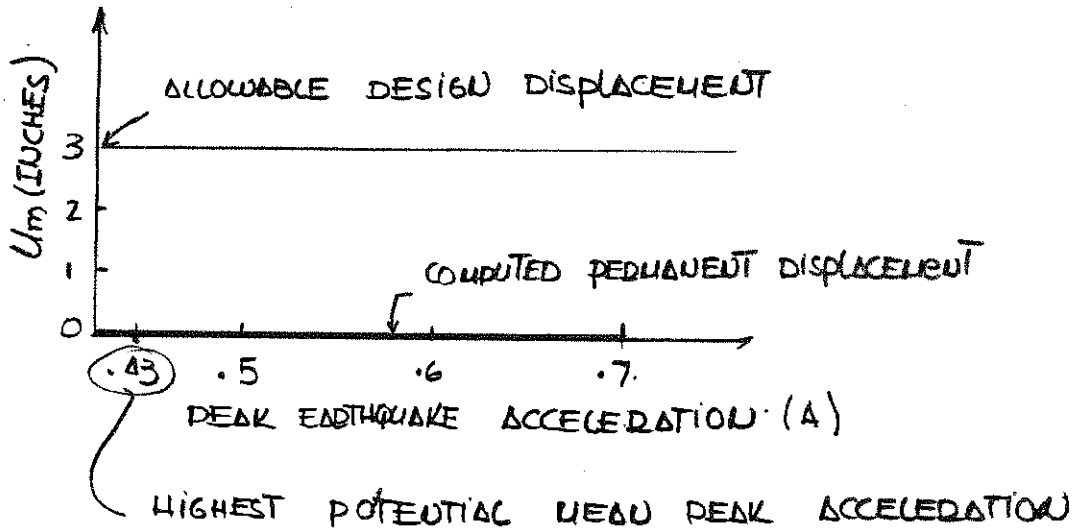 ALLOWABLE DESIGN DISPLACEMENT
Um (INCHES)
3
2
1
0
COMPUTED PERMANENT DISPLACEMENT
.43 .5 .6 .7
PEAK EARTHQUAKE ACCELERATION (A)
HIGHEST POTENTIAL MEAN PEAK ACCELERATION